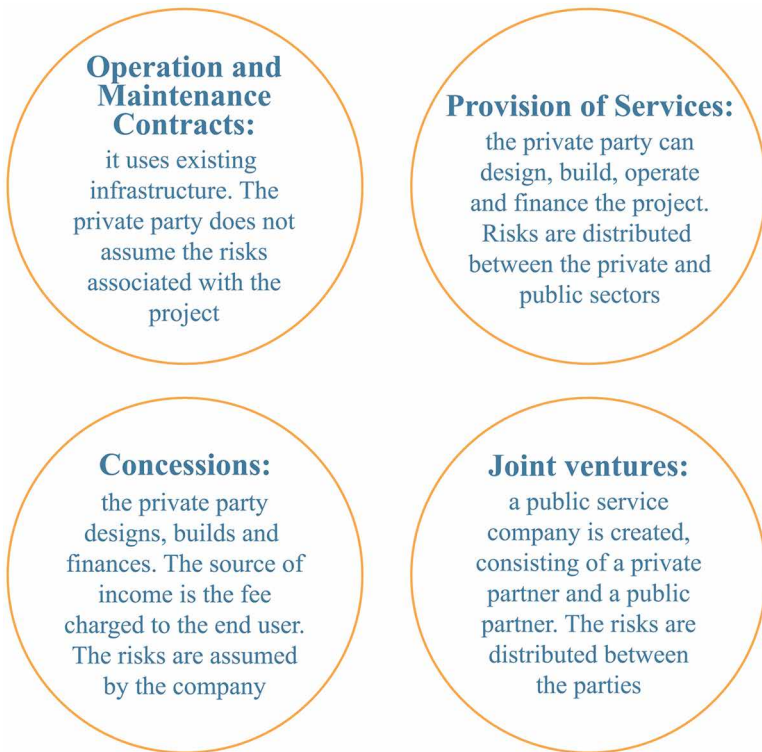 Operation and
Maintenance
Contracts:
it uses existing
infrastructure. The
private party does not
assume the risks
associated with the
project
Provision of Services:
the private party can
design, build, operate
and finance the project.
Risks are distributed
between the private and
public sectors
Concessions:
the private party
designs, builds and
finances. The source of
income is the fee
charged to the end user.
The risks are assumed
by the company
Joint ventures:
a public service
company is created,
consisting of a private
partner and a public
partner. The risks are
distributed between
the parties